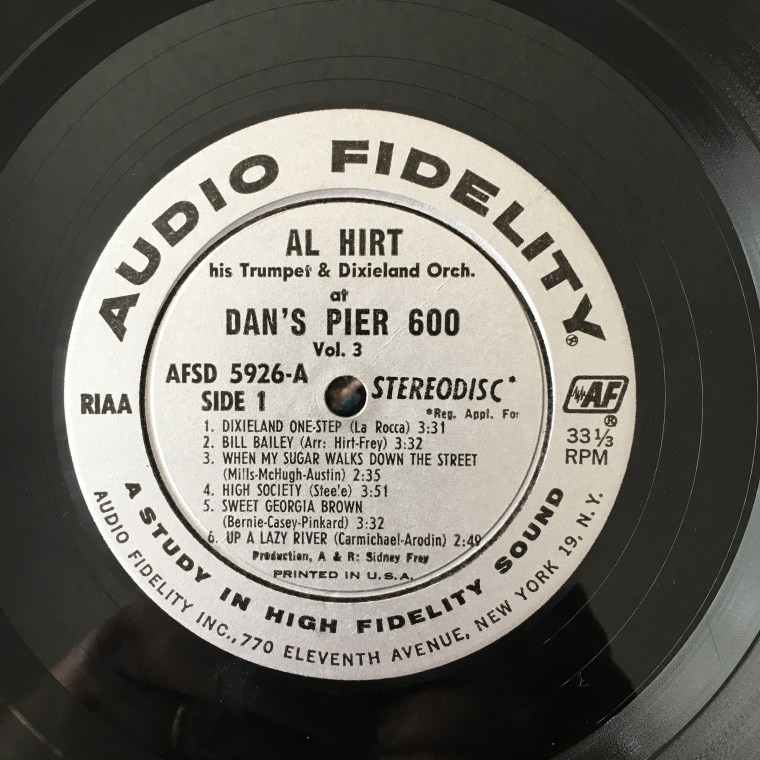 AUDIO FIDELITY®
AL HIRT
his Trumpet & Dixieland Orch.
at
DAN'S PIER 600
Vol. 3
AFSD 5926-A
SIDE 1
STEREODISC*
*Reg. Appl. For
RIAA
AF®
33 1/3
RPM
1. DIXIELAND ONE-STEP (La Rocca) 3:31
2. BILL BAILEY (Arr: Hirt-Frey) 3:32
3. WHEN MY SUGAR WALKS DOWN THE STREET
(Mills-McHugh-Austin) 2:35
4. HIGH SOCIETY (Stee'e) 3:51
5. SWEET GEORGIA BROWN
(Bernie-Casey-Pinkard) 3:32
6. UP A LAZY RIVER (Carmichael-Arodin) 2:49
Production, A & R: Sidney Frey
PRINTED IN U.S.A.
A STUDY IN HIGH FIDELITY SOUND
AUDIO FIDELITY INC., 770 ELEVENTH AVENUE, NEW YORK 19, N.Y.